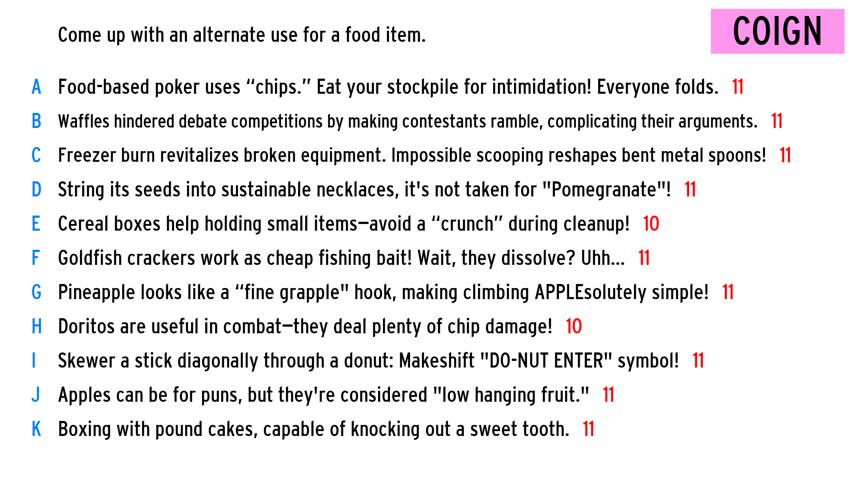 Come up with an alternate use for a food item.
COIGN
A Food-based poker uses “chips.” Eat your stockpile for intimidation! Everyone folds. 11
B Waffles hindered debate competitions by making contestants ramble, complicating their arguments. 11
C Freezer burn revitalizes broken equipment. Impossible scooping reshapes bent metal spoons! 11
D String its seeds into sustainable necklaces, it's not taken for "Pomegranate"! 11
E Cereal boxes help holding small items—avoid a “crunch” during cleanup! 10
F Goldfish crackers work as cheap fishing bait! Wait, they dissolve? Uhh... 11
G Pineapple looks like a “fine grapple" hook, making climbing APPLEsolutely simple! 11
H Doritos are useful in combat—they deal plenty of chip damage! 10
I Skewer a stick diagonally through a donut: Makeshift "DO-NUT ENTER" symbol! 11
J Apples can be for puns, but they're considered "low hanging fruit." 11
K Boxing with pound cakes, capable of knocking out a sweet tooth. 11